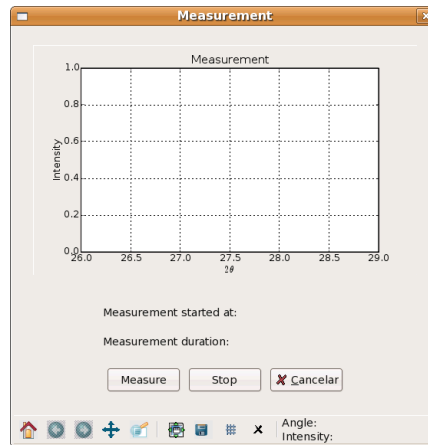 Measurement
Measurement
1.0
0.8
0.6
0.4
0.2
0.0
Intensity
26.0 26.5 27.0 27.5 28.0 28.5 29.0
2θ
Measurement started at:
Measurement duration:
Measure Stop Cancelar
Angle:
Intensity: